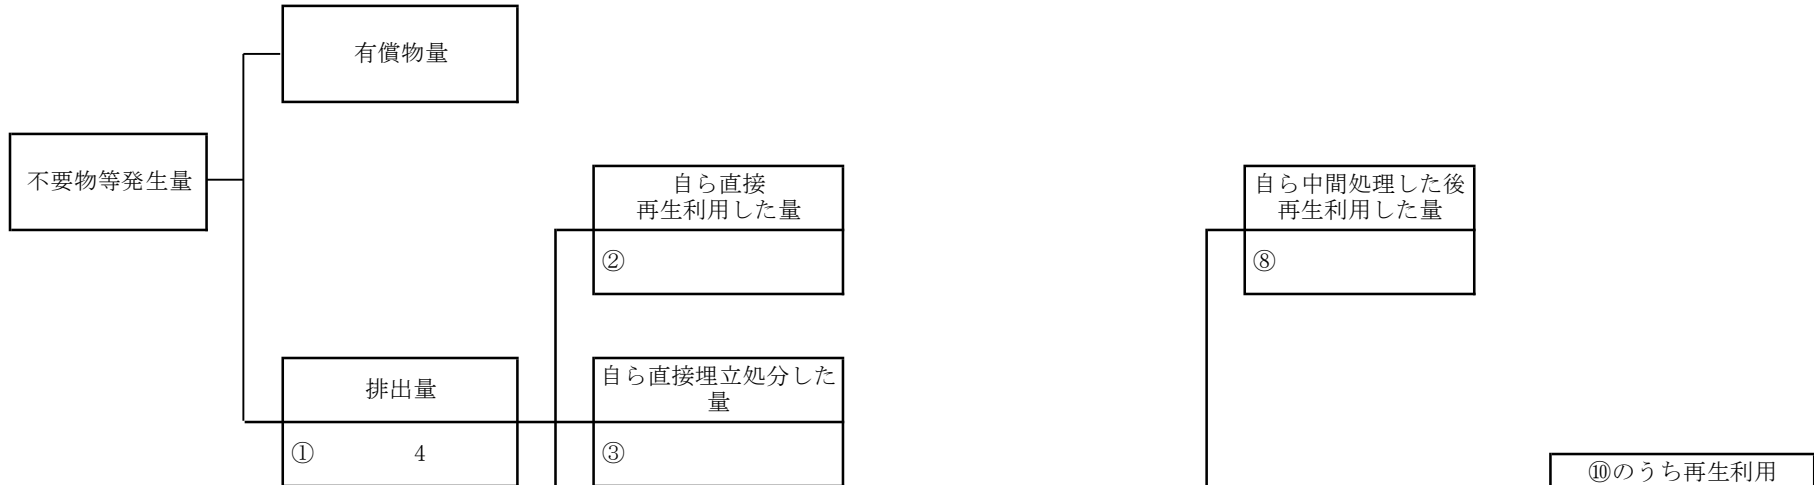 有償物量
不要物等発生量
自ら直接
再生利用した量
②
自ら中間処理した後
再生利用した量
⑧
排出量
① 4
自ら直接埋立処分した
量
③
⑩のうち再生利用